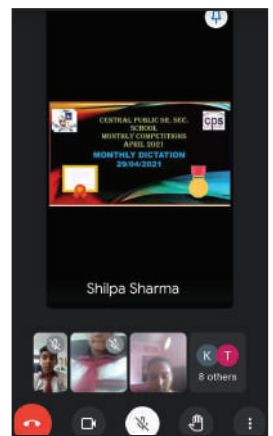 CENTRAL PUBLIC SR. SEC.
SCHOOL
MONTHLY COMPETITIONS
APRIL 2021
MONTHLY DICTATION
29/04/2021
cps
Shilpa Sharma
K T
8 others